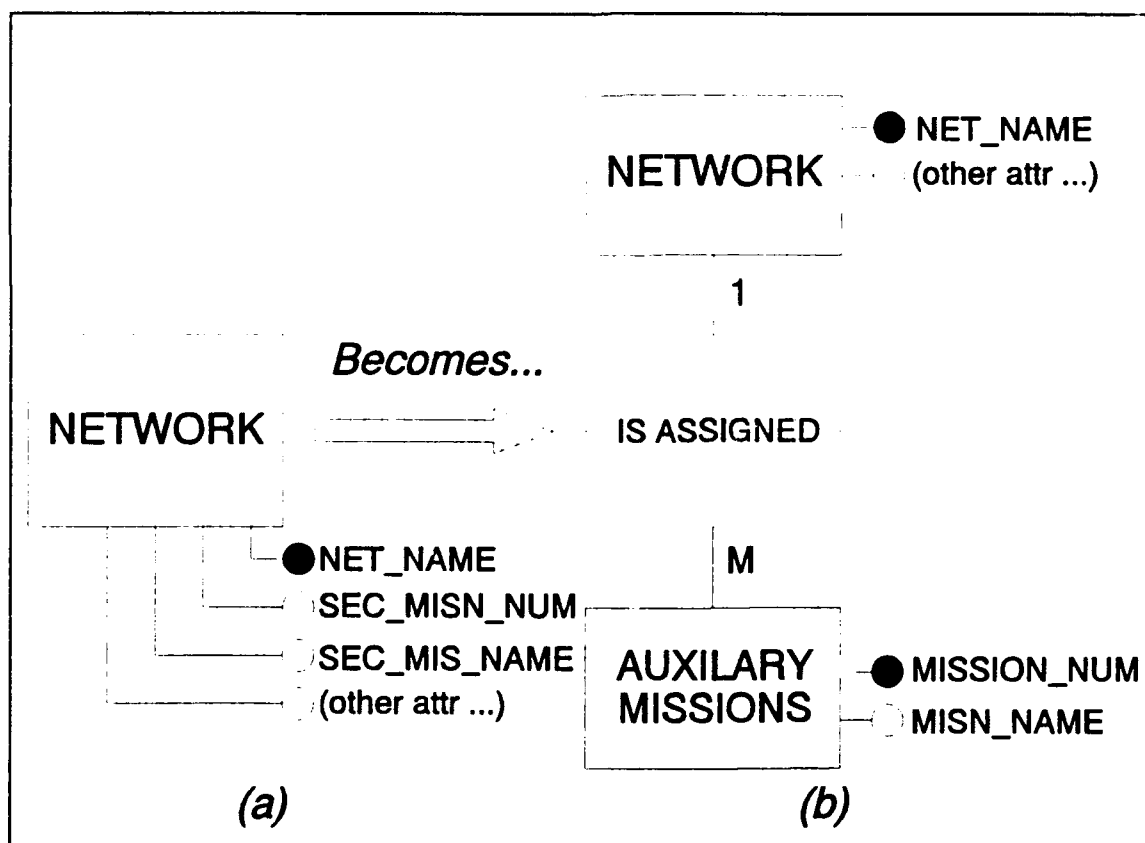 NET_NAME
NETWORK
(other attr ...)
1
Becomes...
NETWORK
IS ASSIGNED
NET_NAME
M
SEC_MISN_NUM
SEC_MIS_NAME
(other attr ...)
AUXILARY
MISSIONS
MISSION_NUM
MISN_NAME
(a)
(b)